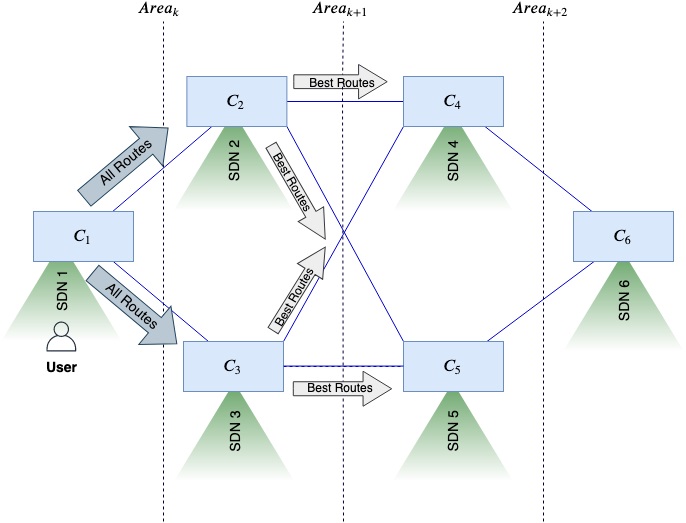 Area_k
Area_{k+1}
Area_{k+2}
Best Routes
C_2
C_4
All Routes
SDN 2
Best Routes
SDN 4
C_1
C_6
SDN 1
All Routes
Best Routes
SDN 6
User
C_3
C_5
Best Routes
SDN 3
SDN 5